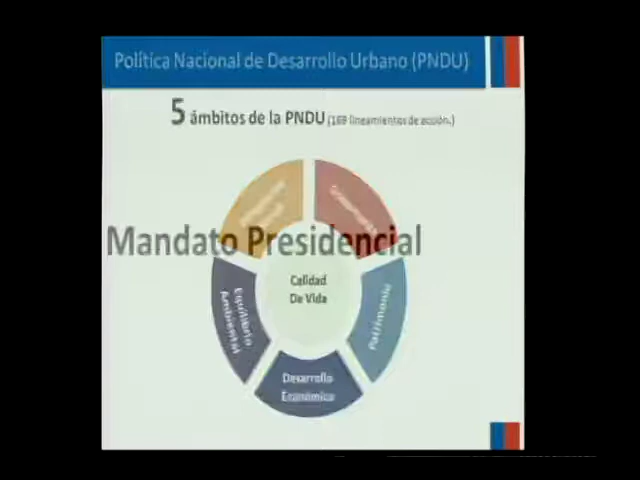 Política Nacional de Desarrollo Urbano (PNDU)
5 ámbitos de la PNDU (169 lineamientos de acción.)
Mandato Presidencial
Calidad
De Vida
Equilibrio
Ambiental
Patrimonio
Desarrollo
Económico